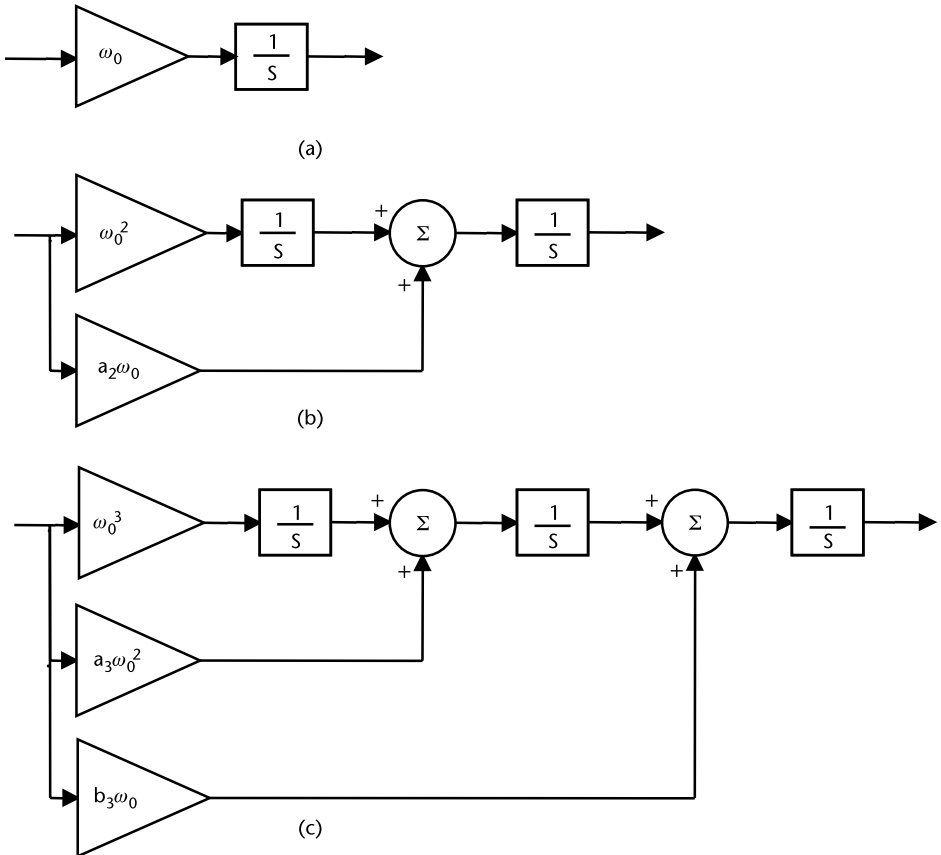 ω₀ 1/S
(a)
ω₀² 1/S + Σ 1/S
+
a₂ω₀
(b)
ω₀³ 1/S + Σ 1/S + Σ 1/S
+ +
a₃ω₀²
b₃ω₀
(c)